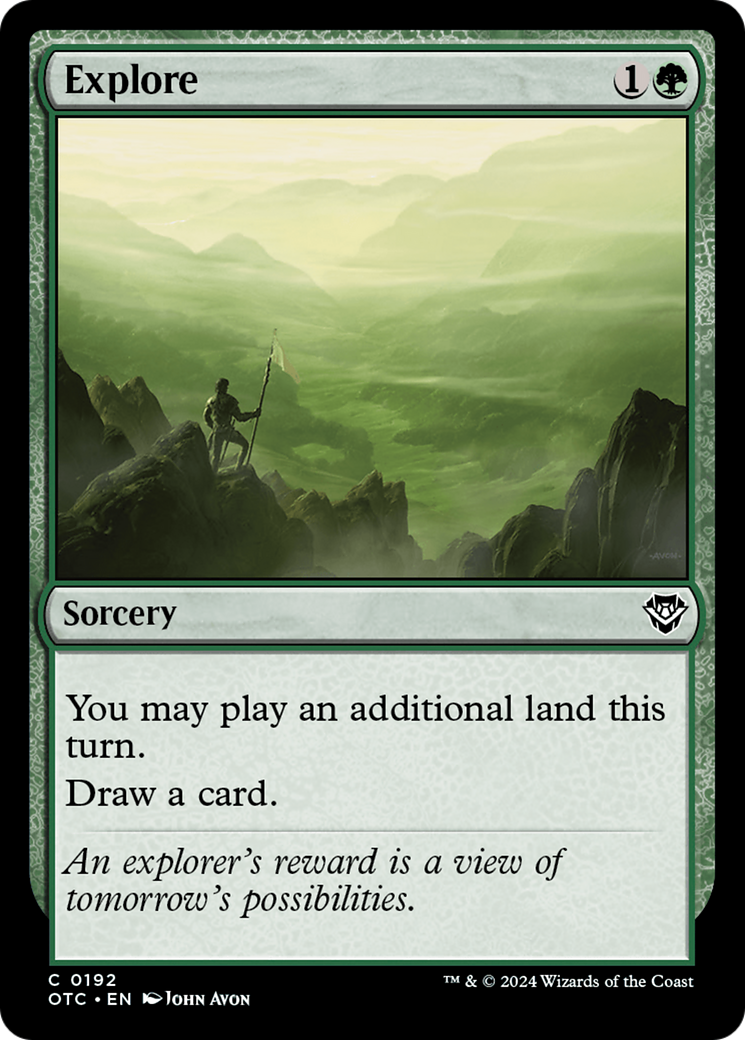 Explore
1
Sorcery
You may play an additional land this
turn.
Draw a card.
An explorer's reward is a view of
tomorrow's possibilities.
C 0192
OTC • EN John Avon
™ & © 2024 Wizards of the Coast
-AVON-